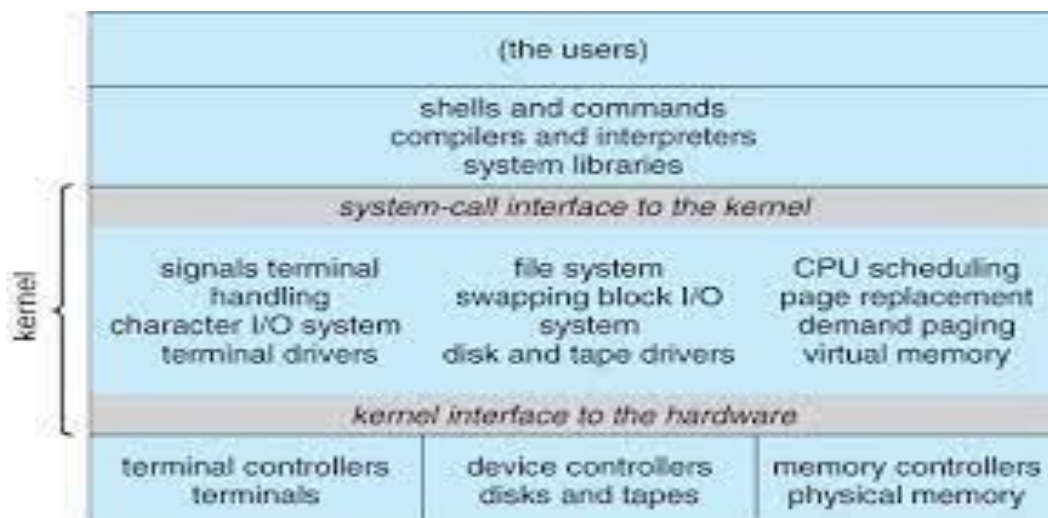 (the users)
shells and commands
compilers and interpreters
system libraries
system-call interface to the kernel
kernel
signals terminal
handling
character I/O system
terminal drivers
file system
swapping block I/O
system
disk and tape drivers
CPU scheduling
page replacement
demand paging
virtual memory
kernel interface to the hardware
terminal controllers
terminals
device controllers
disks and tapes
memory controllers
physical memory